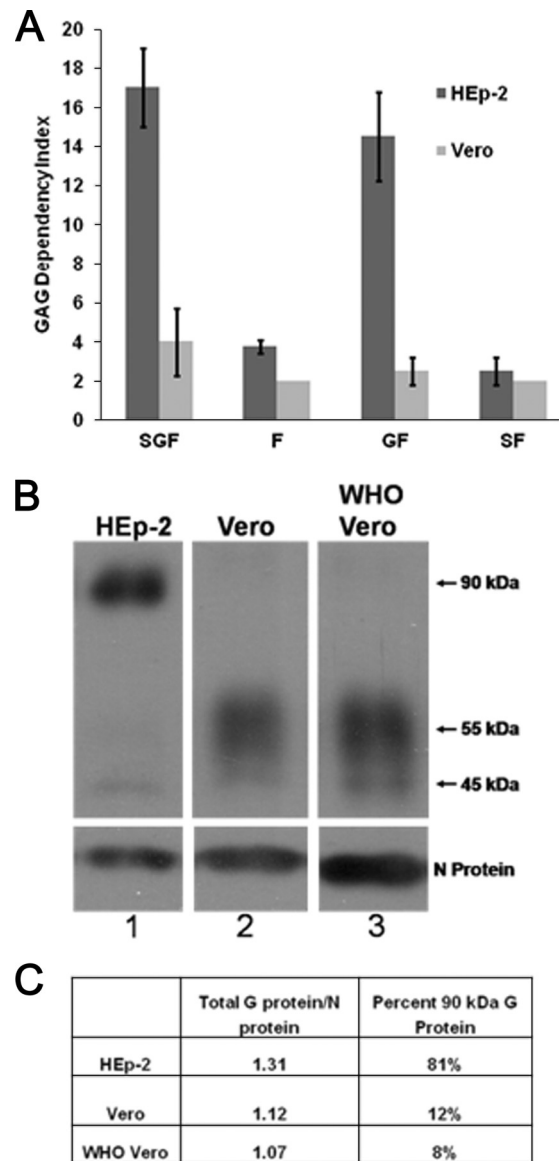 A
20
18
16
14
12
10
8
6
4
2
0
GAG Dependency Index
HEp-2
Vero
SGF F GF SF
B
HEp-2 Vero WHO Vero
90 kDa
55 kDa
45 kDa
N Protein
1 2 3
C
Total G protein/N protein Percent 90 kDa G Protein
HEp-2 1.31 81%
Vero 1.12 12%
WHO Vero 1.07 8%